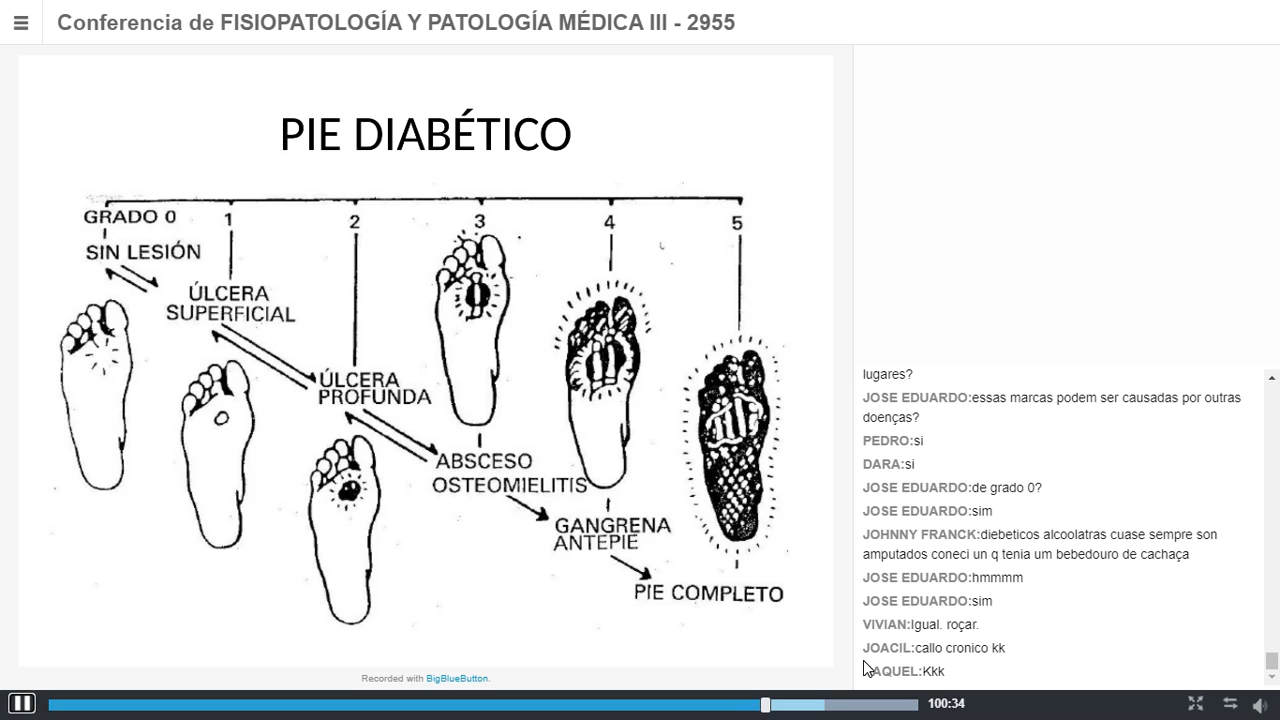 Conferencia de FISIOPATOLOGÍA Y PATOLOGÍA MÉDICA III - 2955
PIE DIABÉTICO
GRADO 0 1 2 3 4 5
SIN LESIÓN
ÚLCERA
SUPERFICIAL
ÚLCERA
PROFUNDA
ABSCESO
OSTEOMIELITIS
GANGRENA
ANTEPIE
PIE COMPLETO
Recorded with BigBlueButton.
lugares?
JOSE EDUARDO:essas marcas podem ser causadas por outras
doenças?
PEDRO:si
DARA:si
JOSE EDUARDO:de grado 0?
JOSE EDUARDO:sim
JOHNNY FRANCK:diebeticos alcoolatras cuase sempre son
amputados coneci un q tenia um bebedouro de cachaça
JOSE EDUARDO:hmmmm
JOSE EDUARDO:sim
VIVIAN:Igual. roçar.
JOACIL:callo cronico kk
AQUEL:Kkk
100:34